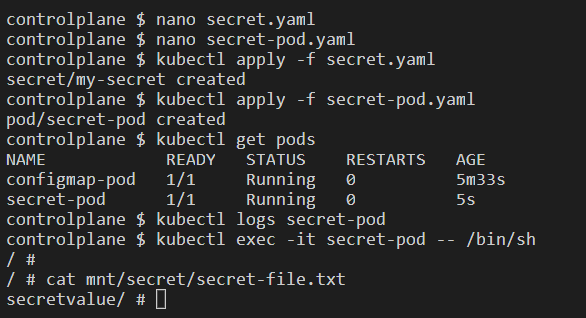 controlplane $ nano secret.yaml
controlplane $ nano secret-pod.yaml
controlplane $ kubectl apply -f secret.yaml
secret/my-secret created
controlplane $ kubectl apply -f secret-pod.yaml
pod/secret-pod created
controlplane $ kubectl get pods
NAME            READY   STATUS    RESTARTS   AGE
configmap-pod   1/1     Running   0          5m33s
secret-pod      1/1     Running   0          5s
controlplane $ kubectl logs secret-pod
controlplane $ kubectl exec -it secret-pod -- /bin/sh
/ #
/ # cat mnt/secret/secret-file.txt
secretvalue/ #